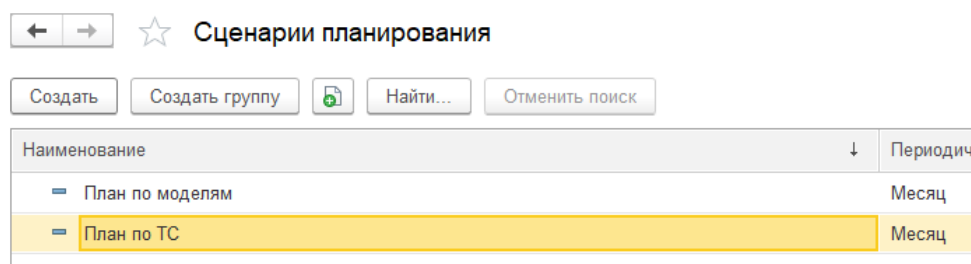 Сценарии планирования
Создать Создать группу Найти... Отменить поиск
Наименование ↓ Периодич
План по моделям Месяц
План по ТС Месяц